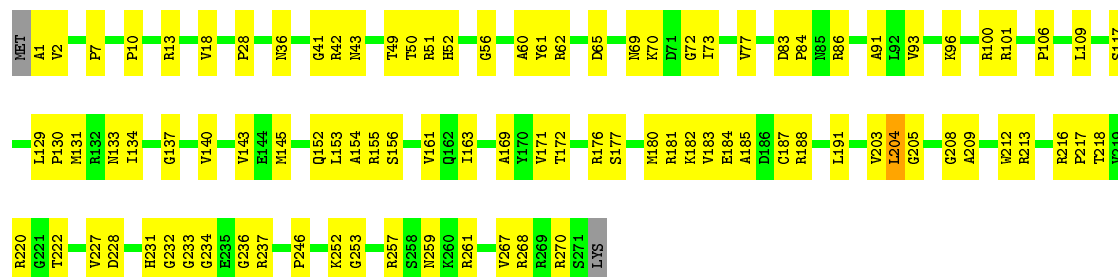 MET A1 V2 P7 P10 R13 V18 P28 N36 G41 R42 N43 T49 T50 R51 H52 G56 A60 Y61 R62 D65 N69 K70 D71 G72 I73 V77 D83 P84 N85 R86 A91 L92 V93 K96 R100 R101 P106 L109 S117
L129 P130 M131 R132 N133 I134 G137 V140 V143 E144 M145 Q152 L153 A154 R155 S156 V161 Q162 I163 A169 Y170 V171 T172 R176 S177 M180 R181 K182 V183 E184 A185 D186 C187 R188 L191 V203 L204 G205 G208 A209 W212 R213 R216 P217 T218 V219
R220 G221 T222 V227 D228 H231 G232 G233 G234 E235 G236 R237 P246 K252 G253 R257 S258 N259 K260 R261 V267 R268 R269 R270 S271 LYS